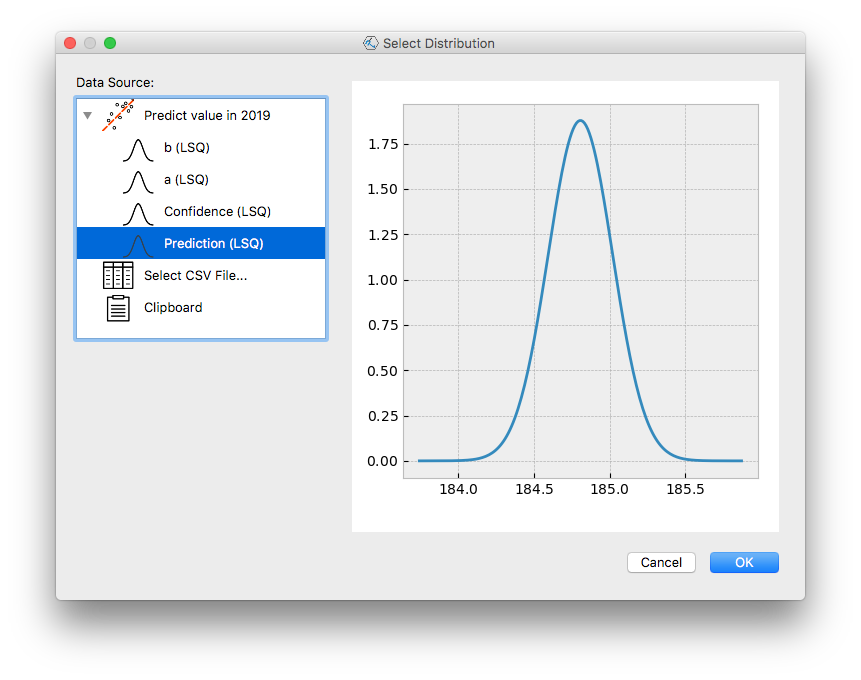 Select Distribution
Data Source:
Predict value in 2019
b (LSQ)
a (LSQ)
Confidence (LSQ)
Prediction (LSQ)
Select CSV File...
Clipboard
1.75
1.50
1.25
1.00
0.75
0.50
0.25
0.00
184.0 184.5 185.0 185.5
Cancel OK